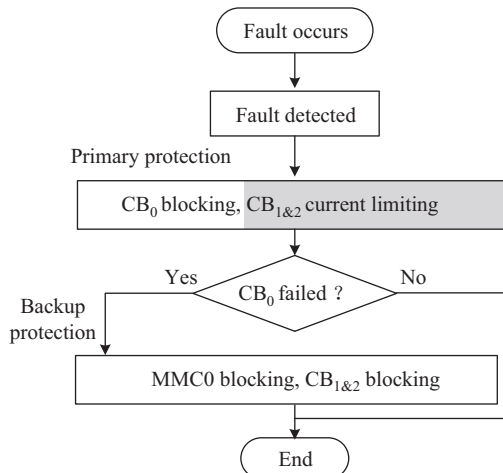 Fault occurs
Fault detected
Primary protection
CB₀ blocking, CB₁&₂ current limiting
Yes
No
CB₀ failed ?
Backup
protection
MMC0 blocking, CB₁&₂ blocking
End